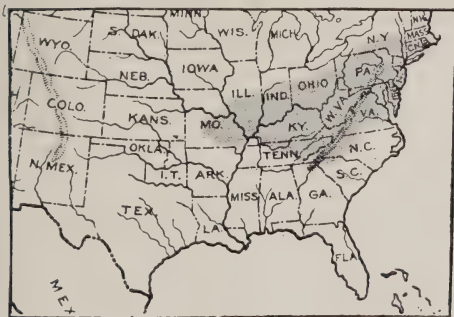 MINN.
WIS.
MICH.
N.Y.
N.H.
MASS.
CN.R.
WYO.
S. DAK.
IOWA
NEB.
ILL.
IND.
OHIO
PA.
COLO.
KANS.
MO.
KY.
W.VA.
VA.
N. MEX.
OKLA.
I.T.
ARK.
TENN.
N.C.
S.C.
TEX.
LA.
MISS
ALA.
GA.
FLA.
MEX